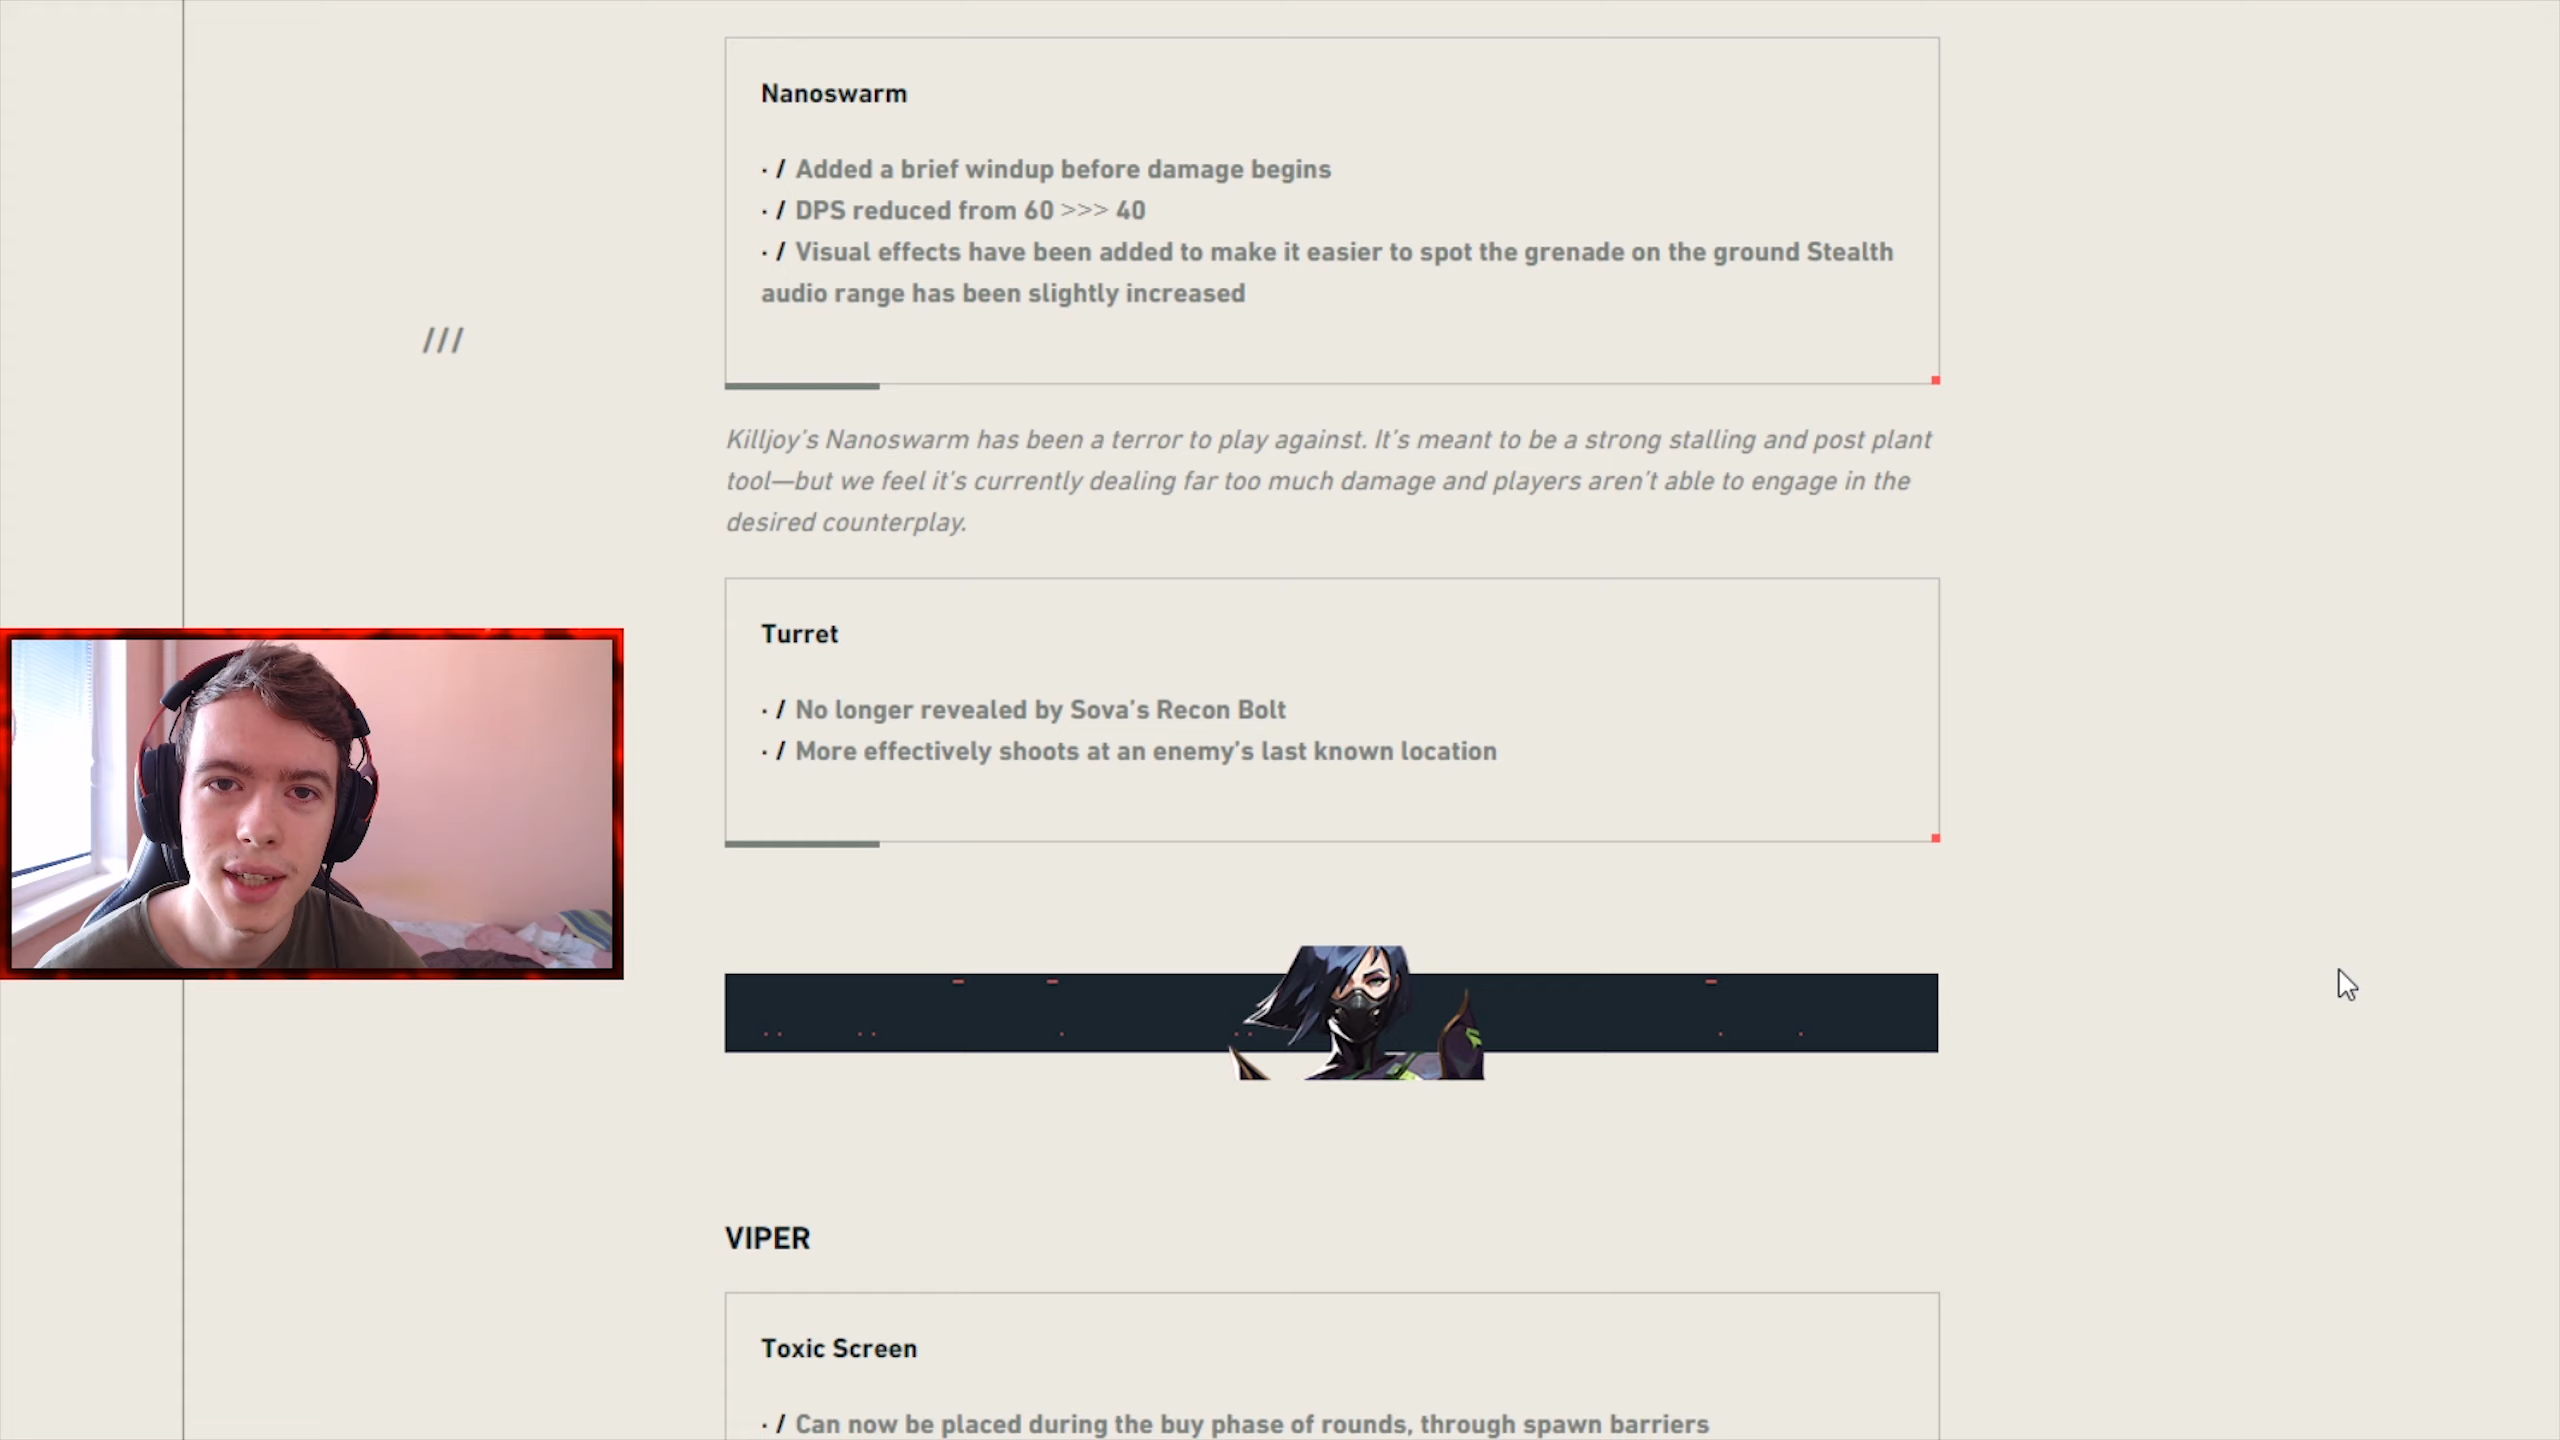 Nanoswarm
· / Added a brief windup before damage begins
· / DPS reduced from 60 >>> 40
· / Visual effects have been added to make it easier to spot the grenade on the ground Stealth
audio range has been slightly increased
///
Killjoy’s Nanoswarm has been a terror to play against. It’s meant to be a strong stalling and post plant
tool—but we feel it’s currently dealing far too much damage and players aren’t able to engage in the
desired counterplay.
Turret
· / No longer revealed by Sova’s Recon Bolt
· / More effectively shoots at an enemy’s last known location
VIPER
Toxic Screen
· / Can now be placed during the buy phase of rounds, through spawn barriers